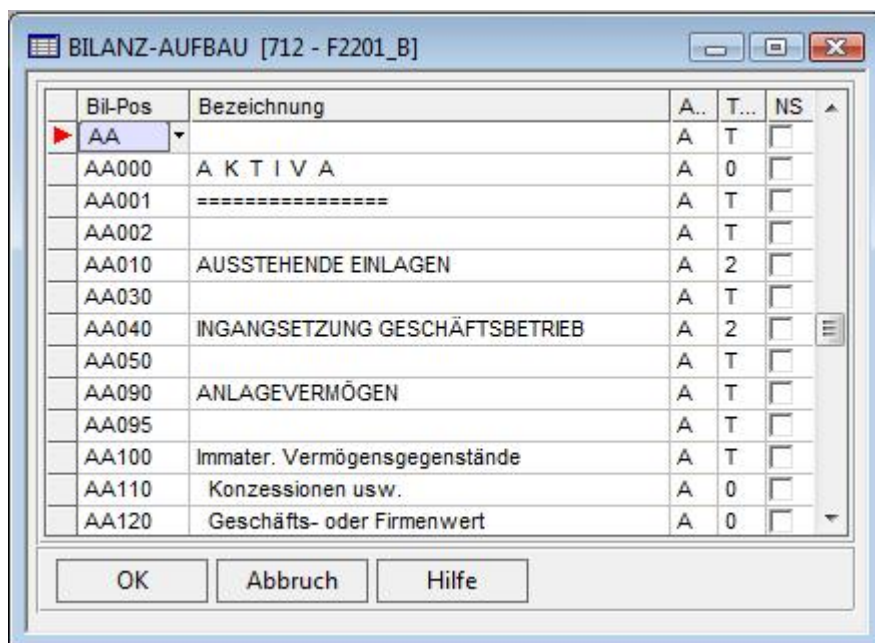 BILANZ-AUFBAU [712 - F2201_B]
Bil-Pos Bezeichnung A.. T... NS
AA A T
AA000 A K T I V A A 0
AA001 ================ A T
AA002 A T
AA010 AUSSTEHENDE EINLAGEN A 2
AA030 A T
AA040 INGANGSETZUNG GESCHÄFTSBETRIEB A 2
AA050 A T
AA090 ANLAGEVERMÖGEN A T
AA095 A T
AA100 Immater. Vermögensgegenstände A T
AA110 Konzessionen usw. A 0
AA120 Geschäfts- oder Firmenwert A 0
OK Abbruch Hilfe